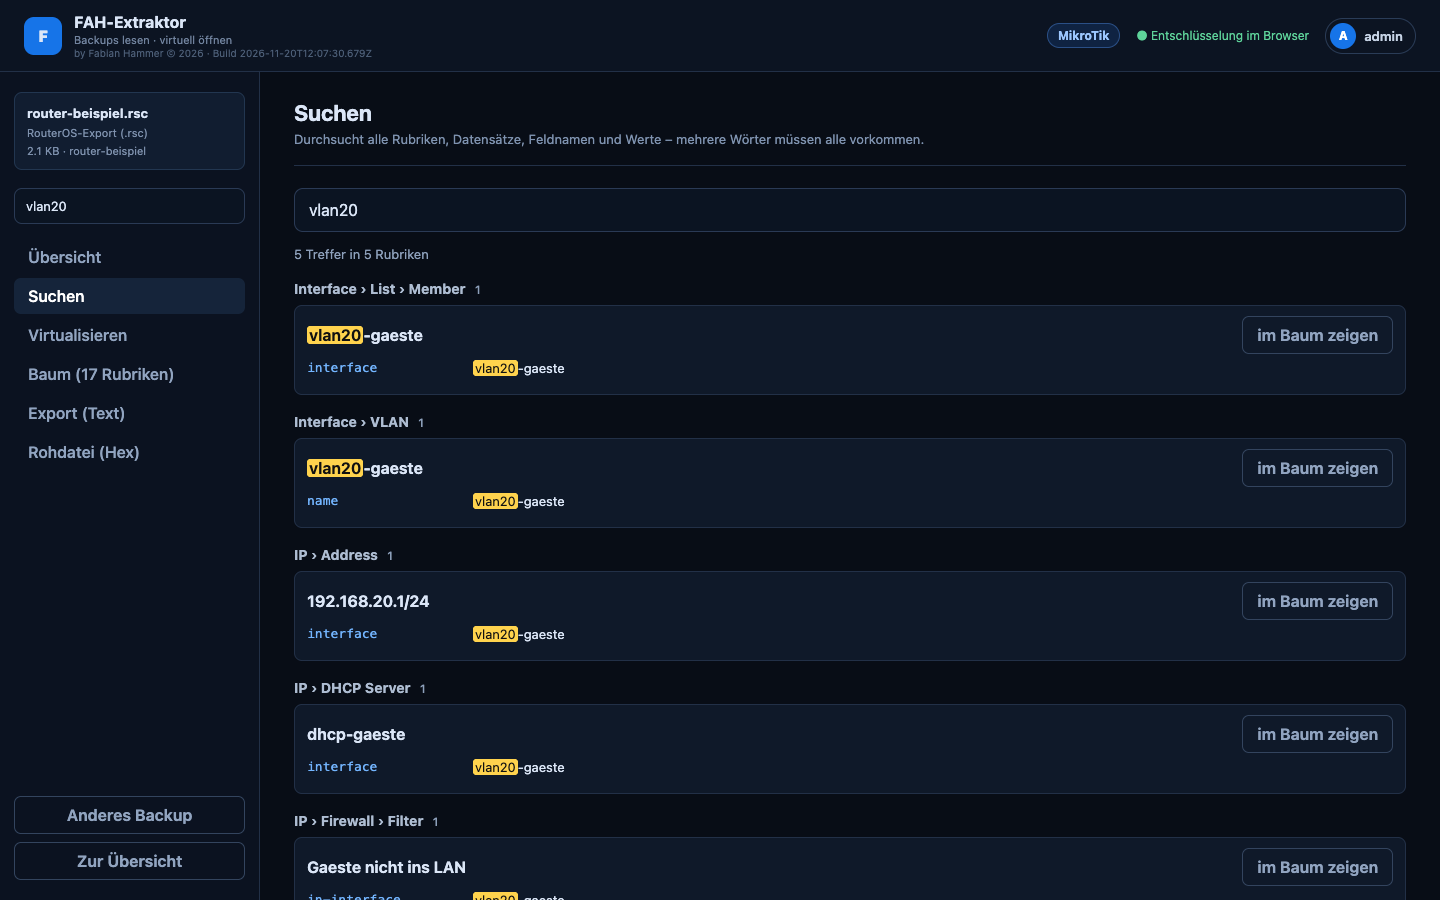 F
FAH-Extraktor
Backups lesen · virtuell öffnen
by Fabian Hammer © 2026 · Build 2026-11-20T12:07:30.679Z
MikroTik
Entschlüsselung im Browser
A
admin
router-beispiel.rsc
RouterOS-Export (.rsc)
2.1 KB · router-beispiel
vlan20
Übersicht
Suchen
Virtualisieren
Baum (17 Rubriken)
Export (Text)
Rohdatei (Hex)
Anderes Backup
Zur Übersicht
Suchen
Durchsucht alle Rubriken, Datensätze, Feldnamen und Werte – mehrere Wörter müssen alle vorkommen.
vlan20
5 Treffer in 5 Rubriken
Interface › List › Member 1
vlan20-gaeste
im Baum zeigen
interface vlan20-gaeste
Interface › VLAN 1
vlan20-gaeste
im Baum zeigen
name vlan20-gaeste
IP › Address 1
192.168.20.1/24
im Baum zeigen
interface vlan20-gaeste
IP › DHCP Server 1
dhcp-gaeste
im Baum zeigen
interface vlan20-gaeste
IP › Firewall › Filter 1
Gaeste nicht ins LAN
im Baum zeigen
in-interface vlan20-gaeste